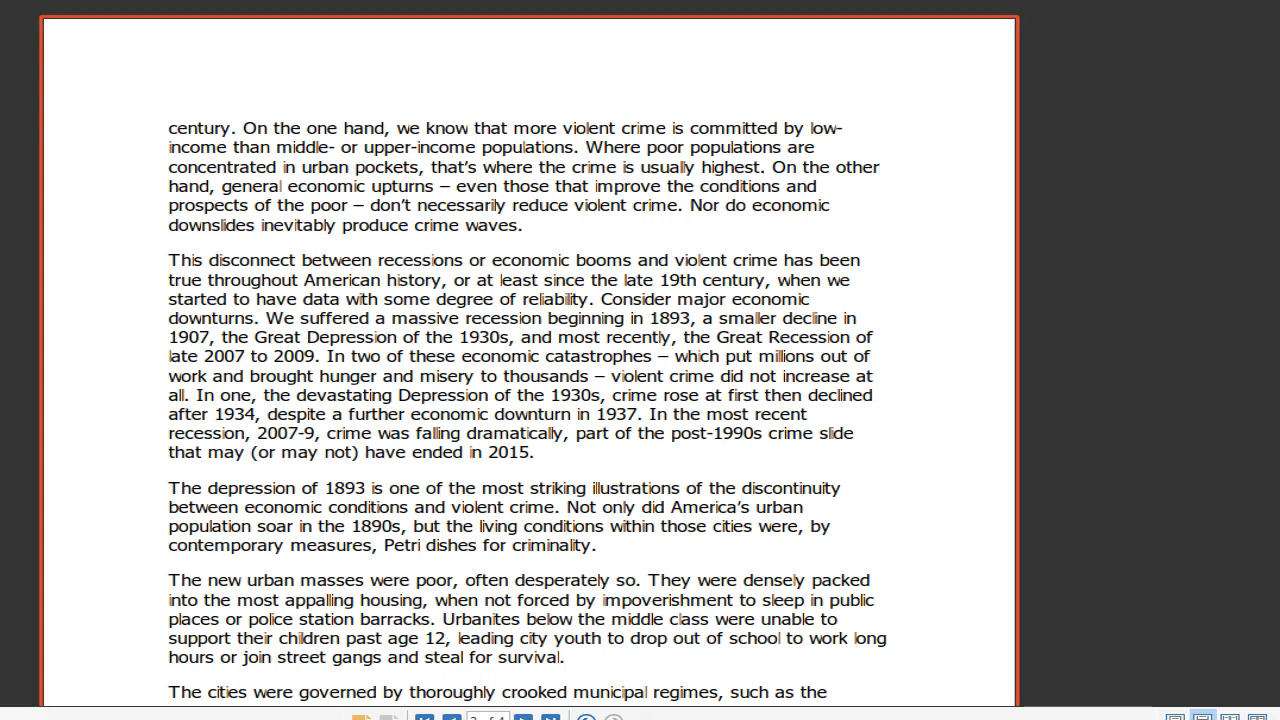 century. On the one hand, we know that more violent crime is committed by low-
income than middle- or upper-income populations. Where poor populations are
concentrated in urban pockets, that’s where the crime is usually highest. On the other
hand, general economic upturns – even those that improve the conditions and
prospects of the poor – don’t necessarily reduce violent crime. Nor do economic
downslides inevitably produce crime waves.
This disconnect between recessions or economic booms and violent crime has been
true throughout American history, or at least since the late 19th century, when we
started to have data with some degree of reliability. Consider major economic
downturns. We suffered a massive recession beginning in 1893, a smaller decline in
1907, the Great Depression of the 1930s, and most recently, the Great Recession of
late 2007 to 2009. In two of these economic catastrophes – which put millions out of
work and brought hunger and misery to thousands – violent crime did not increase at
all. In one, the devastating Depression of the 1930s, crime rose at first then declined
after 1934, despite a further economic downturn in 1937. In the most recent
recession, 2007-9, crime was falling dramatically, part of the post-1990s crime slide
that may (or may not) have ended in 2015.
The depression of 1893 is one of the most striking illustrations of the discontinuity
between economic conditions and violent crime. Not only did America’s urban
population soar in the 1890s, but the living conditions within those cities were, by
contemporary measures, Petri dishes for criminality.
The new urban masses were poor, often desperately so. They were densely packed
into the most appalling housing, when not forced by impoverishment to sleep in public
places or police station barracks. Urbanites below the middle class were unable to
support their children past age 12, leading city youth to drop out of school to work long
hours or join street gangs and steal for survival.
The cities were governed by thoroughly crooked municipal regimes, such as the